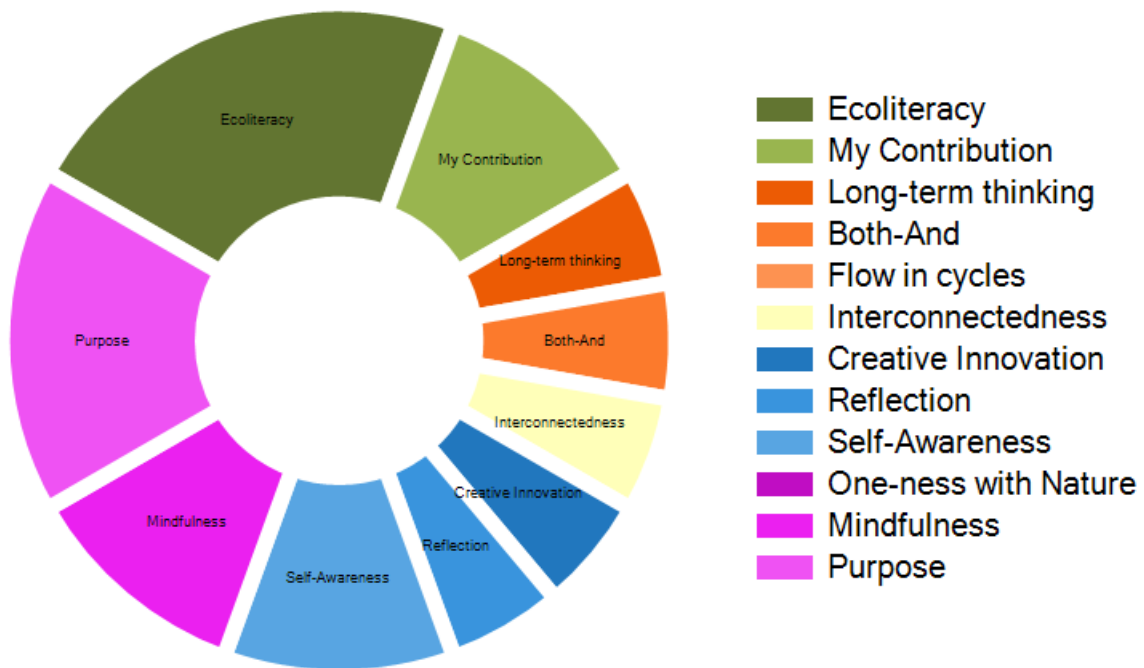 Ecoliteracy
My Contribution
Long-term thinking
Both-And
Interconnectedness
Creative Innovation
Reflection
Self-Awareness
Mindfulness
Purpose
Ecoliteracy
My Contribution
Long-term thinking
Both-And
Flow in cycles
Interconnectedness
Creative Innovation
Reflection
Self-Awareness
One-ness with Nature
Mindfulness
Purpose